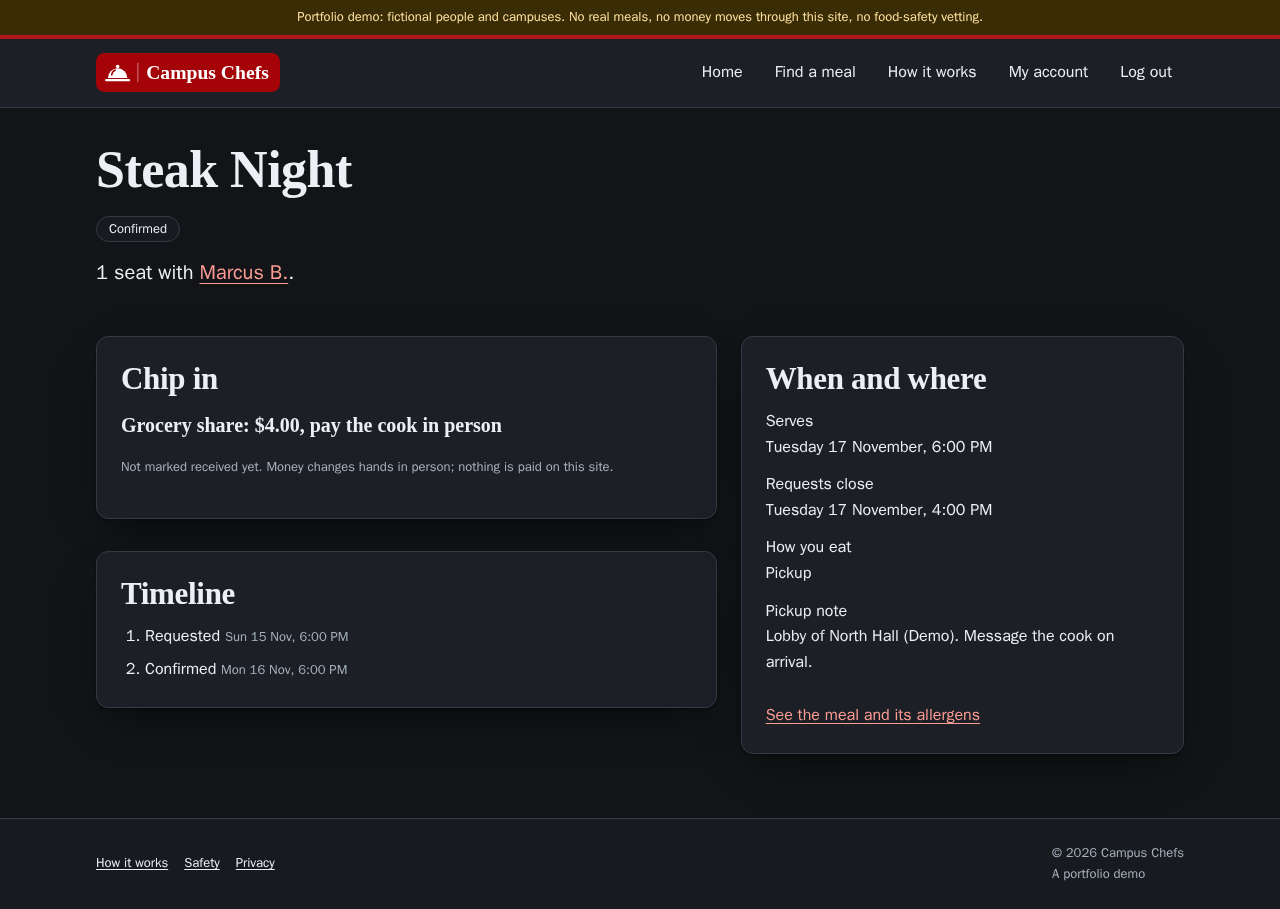 Portfolio demo: fictional people and campuses. No real meals, no money moves through this site, no food-safety vetting.
Campus Chefs
Home
Find a meal
How it works
My account
Log out
Steak Night
Confirmed
1 seat with Marcus B..
Chip in
Grocery share: $4.00, pay the cook in person
Not marked received yet. Money changes hands in person; nothing is paid on this site.
Timeline
1. Requested Sun 15 Nov, 6:00 PM
2. Confirmed Mon 16 Nov, 6:00 PM
When and where
Serves
Tuesday 17 November, 6:00 PM
Requests close
Tuesday 17 November, 4:00 PM
How you eat
Pickup
Pickup note
Lobby of North Hall (Demo). Message the cook on
arrival.
See the meal and its allergens
How it works
Safety
Privacy
© 2026 Campus Chefs
A portfolio demo